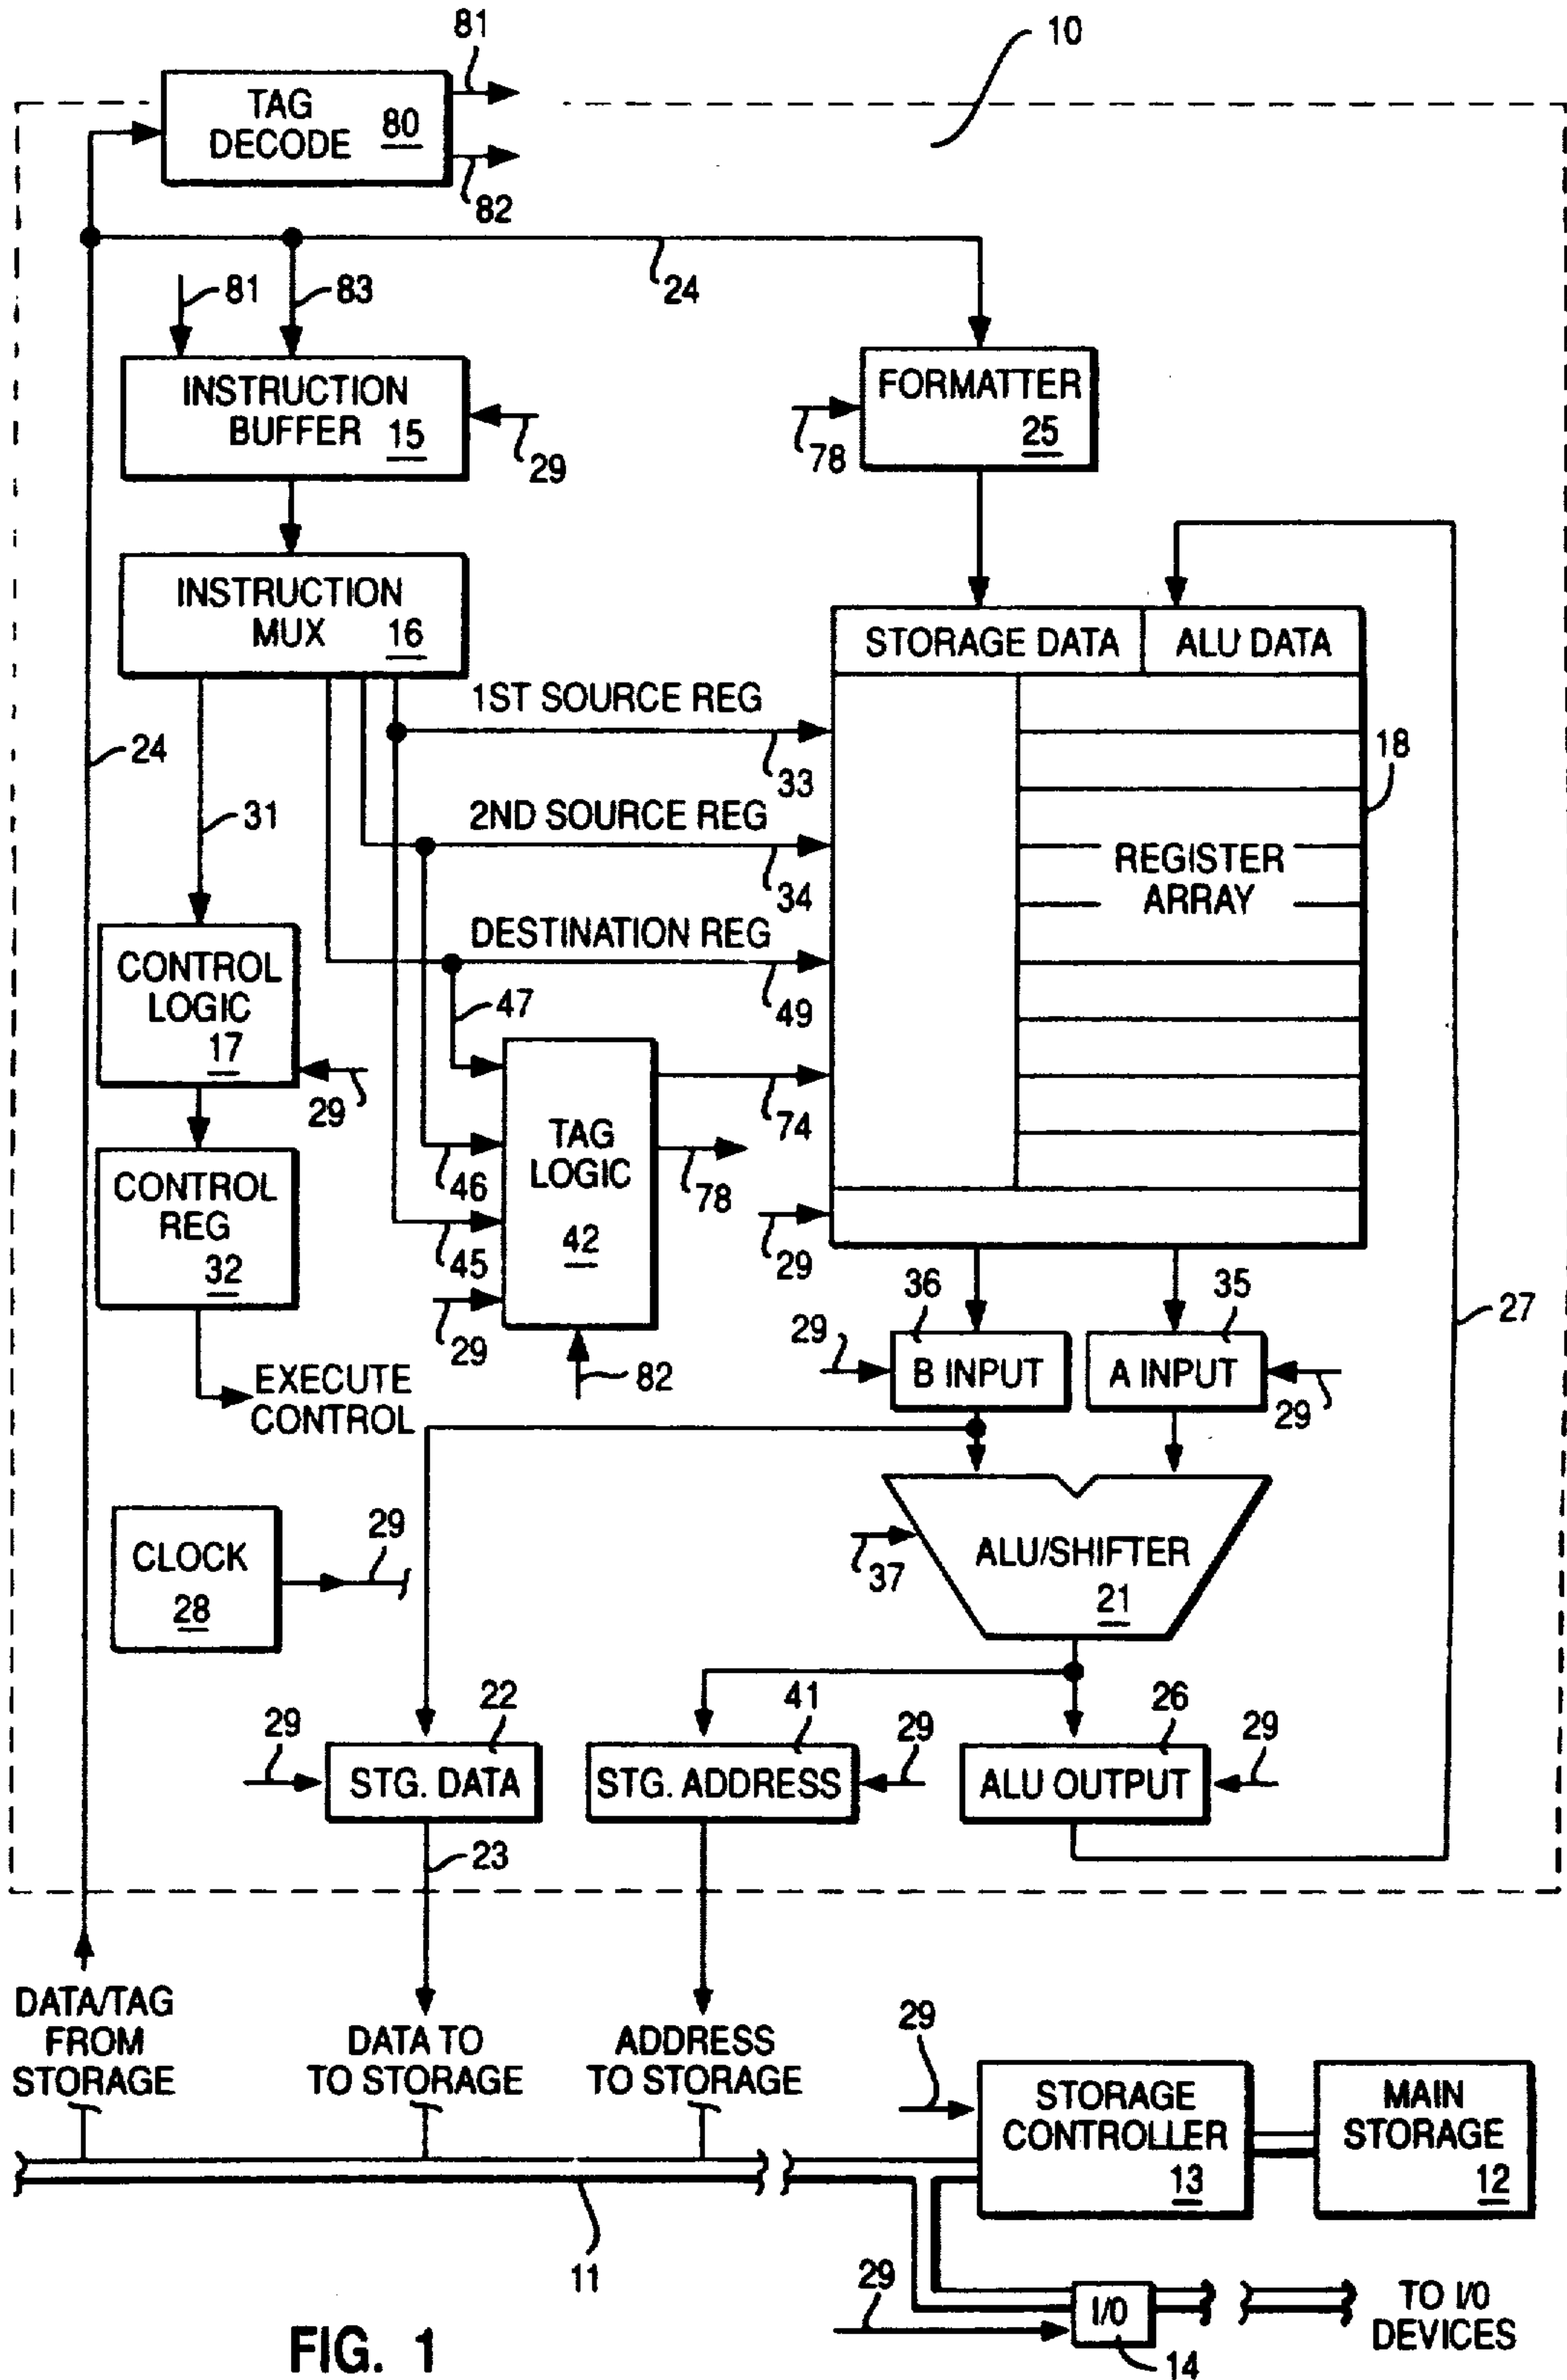 81
10
TAG
DECODE 80
82
24
81
83
INSTRUCTION
BUFFER 15
29
FORMATTER
25
78
INSTRUCTION
MUX 16
STORAGE DATA
ALU DATA
1ST SOURCE REG
33
18
24
31
2ND SOURCE REG
34
REGISTER
ARRAY
DESTINATION REG
49
47
CONTROL
LOGIC
17
29
TAG
LOGIC
42
74
78
46
45
29
82
CONTROL
REG
32
EXECUTE
CONTROL
29
36
35
27
29
B INPUT
A INPUT
29
CLOCK
28
29
37
ALU/SHIFTER
21
22
41
26
29
STG. DATA
STG. ADDRESS
29
ALU OUTPUT
29
23
DATA/TAG
FROM
STORAGE
DATA TO
TO STORAGE
ADDRESS
TO STORAGE
29
STORAGE
CONTROLLER
13
MAIN
STORAGE
12
11
29
I/0
14
TO I/0
DEVICES
FIG. 1